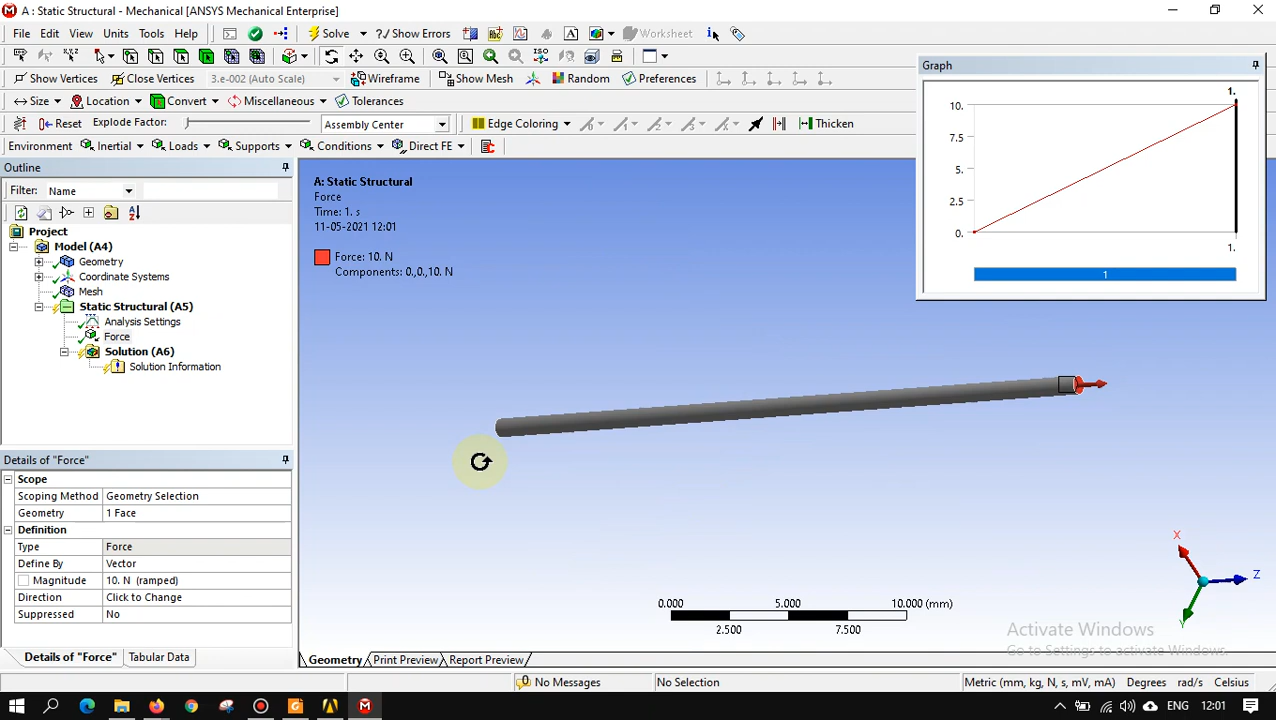 A : Static Structural - Mechanical [ANSYS Mechanical Enterprise]
File Edit View Units Tools Help Solve ?/ Show Errors Worksheet
Show Vertices Close Vertices .e-002 (Auto Scale) Wireframe Show Mesh Random Preferences
Size Location Convert Miscellaneous Tolerances
Reset Explode Factor: Assembly Center Edge Coloring Thicken
Environment Inertial Loads Supports Conditions Direct FE
Outline
Filter: Name
Project
Model (A4)
Geometry
Coordinate Systems
Mesh
Static Structural (A5)
Analysis Settings
Force
Solution (A6)
Solution Information
Details of "Force"
Scope
Scoping Method Geometry Selection
Geometry 1 Face
Definition
Type Force
Define By Vector
Magnitude 10. N (ramped)
Direction Click to Change
Suppressed No
Details of "Force" Tabular Data
A: Static Structural
Force
Time: 1. s
11-05-2021 12:01
Force: 10. N
Components: 0.,0.,10. N
Graph
1.
10.
7.5
5.
2.5
0.
1.
1
X
Z
Y
0.000 5.000 10.000 (mm)
2.500 7.500
Activate Windows
Go to Settings to activate Windows.
Geometry Print Preview Report Preview
No Messages No Selection Metric (mm, kg, N, s, mV, mA) Degrees rad/s Celsius
ENG 12:01